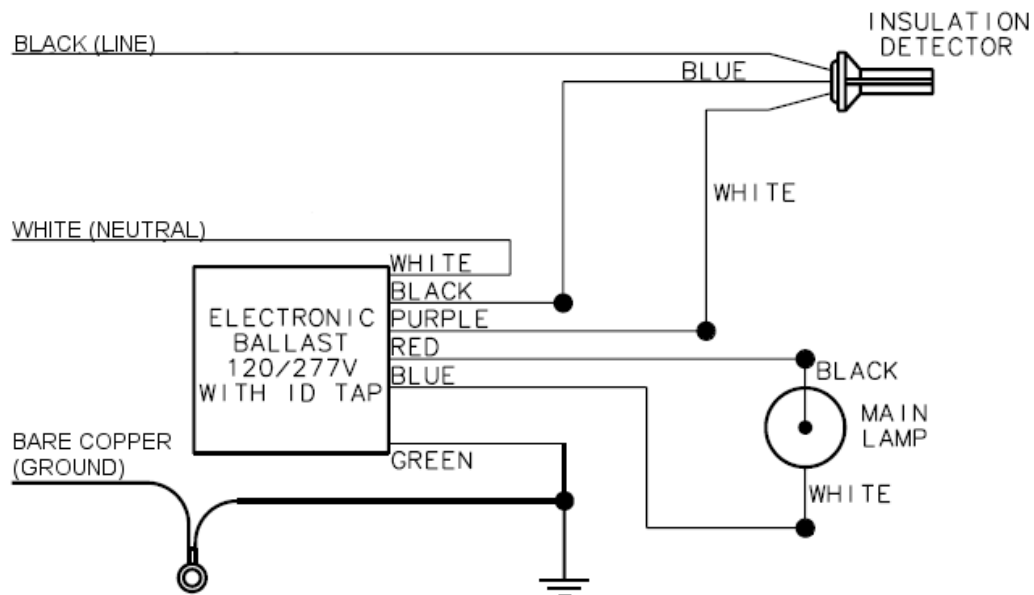 INSULATION
DETECTOR
BLACK (LINE)
BLUE
WHITE
WHITE (NEUTRAL)
WHITE
BLACK
PURPLE
RED
BLUE
GREEN
ELECTRONIC
BALLAST
120/277V
WITH ID TAP
BLACK
MAIN
LAMP
WHITE
BARE COPPER
(GROUND)